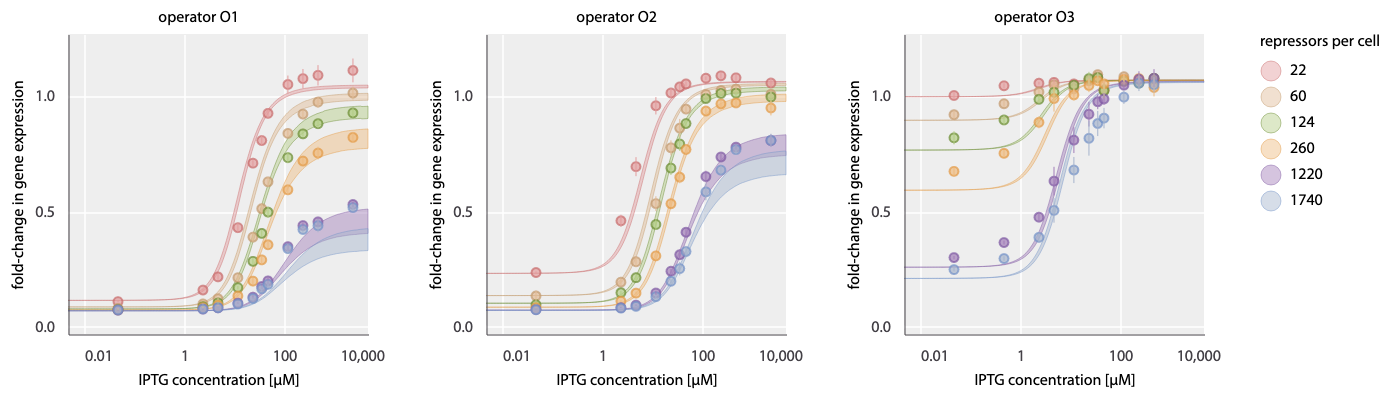 operator O1
fold-change in gene expression
1.0
0.5
0.0
0.01 1 100 10,000
IPTG concentration [µM]
operator O2
fold-change in gene expression
1.0
0.5
0.0
0.01 1 100 10,000
IPTG concentration [µM]
operator O3
fold-change in gene expression
1.0
0.5
0.0
0.01 1 100 10,000
IPTG concentration [µM]
repressors per cell
22
60
124
260
1220
1740